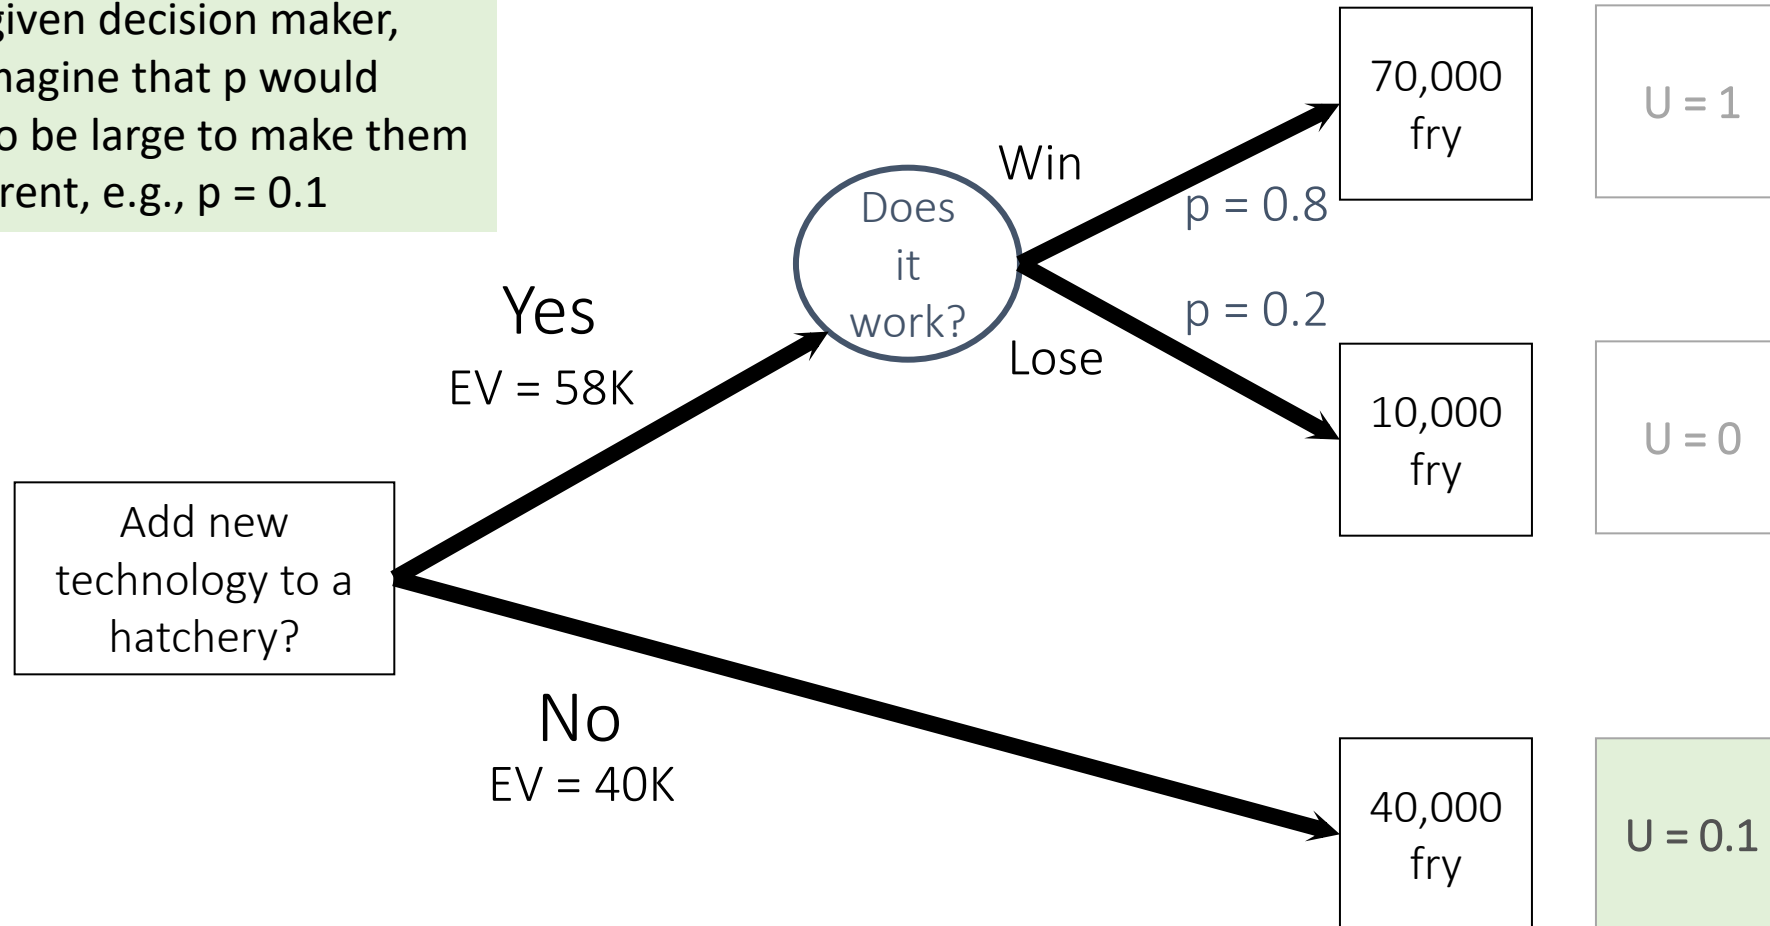 given decision maker,
magine that p would
o be large to make them
rent, e.g., p = 0.1
Yes
EV = 58K
Does
it
work?
Win
p = 0.8
p = 0.2
Lose
70,000
fry
U = 1
10,000
fry
U = 0
Add new
technology to a
hatchery?
No
EV = 40K
40,000
fry
U = 0.1